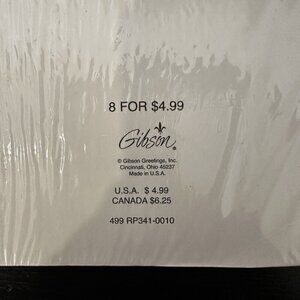 8 FOR $4.99
Gibson®
© Gibson Greetings, Inc.
Cincinnati, Ohio 45237
Made in U.S.A.
U.S.A. $ 4.99
CANADA $6.25
499 RP341-0010